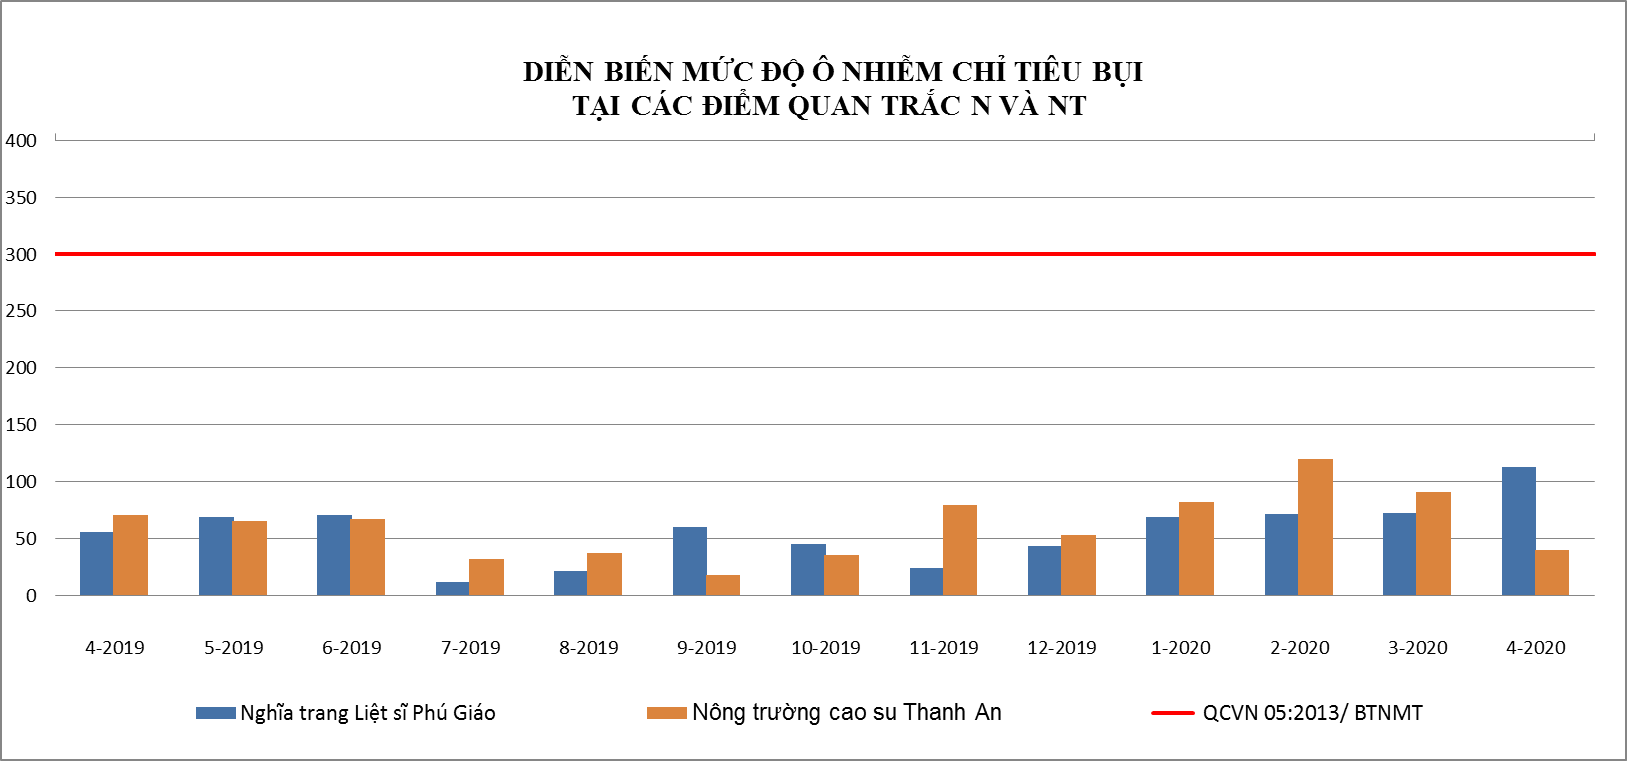 DIỄN BIẾN MỨC ĐỘ Ô NHIỄM CHỈ TIÊU BỤI
TẠI CÁC ĐIỂM QUAN TRẮC N VÀ NT
400
350
300
250
200
150
100
50
0
4-2019 5-2019 6-2019 7-2019 8-2019 9-2019 10-2019 11-2019 12-2019 1-2020 2-2020 3-2020 4-2020
Nghĩa trang Liệt sĩ Phú Giáo Nông trường cao su Thanh An QCVN 05:2013/ BTNMT